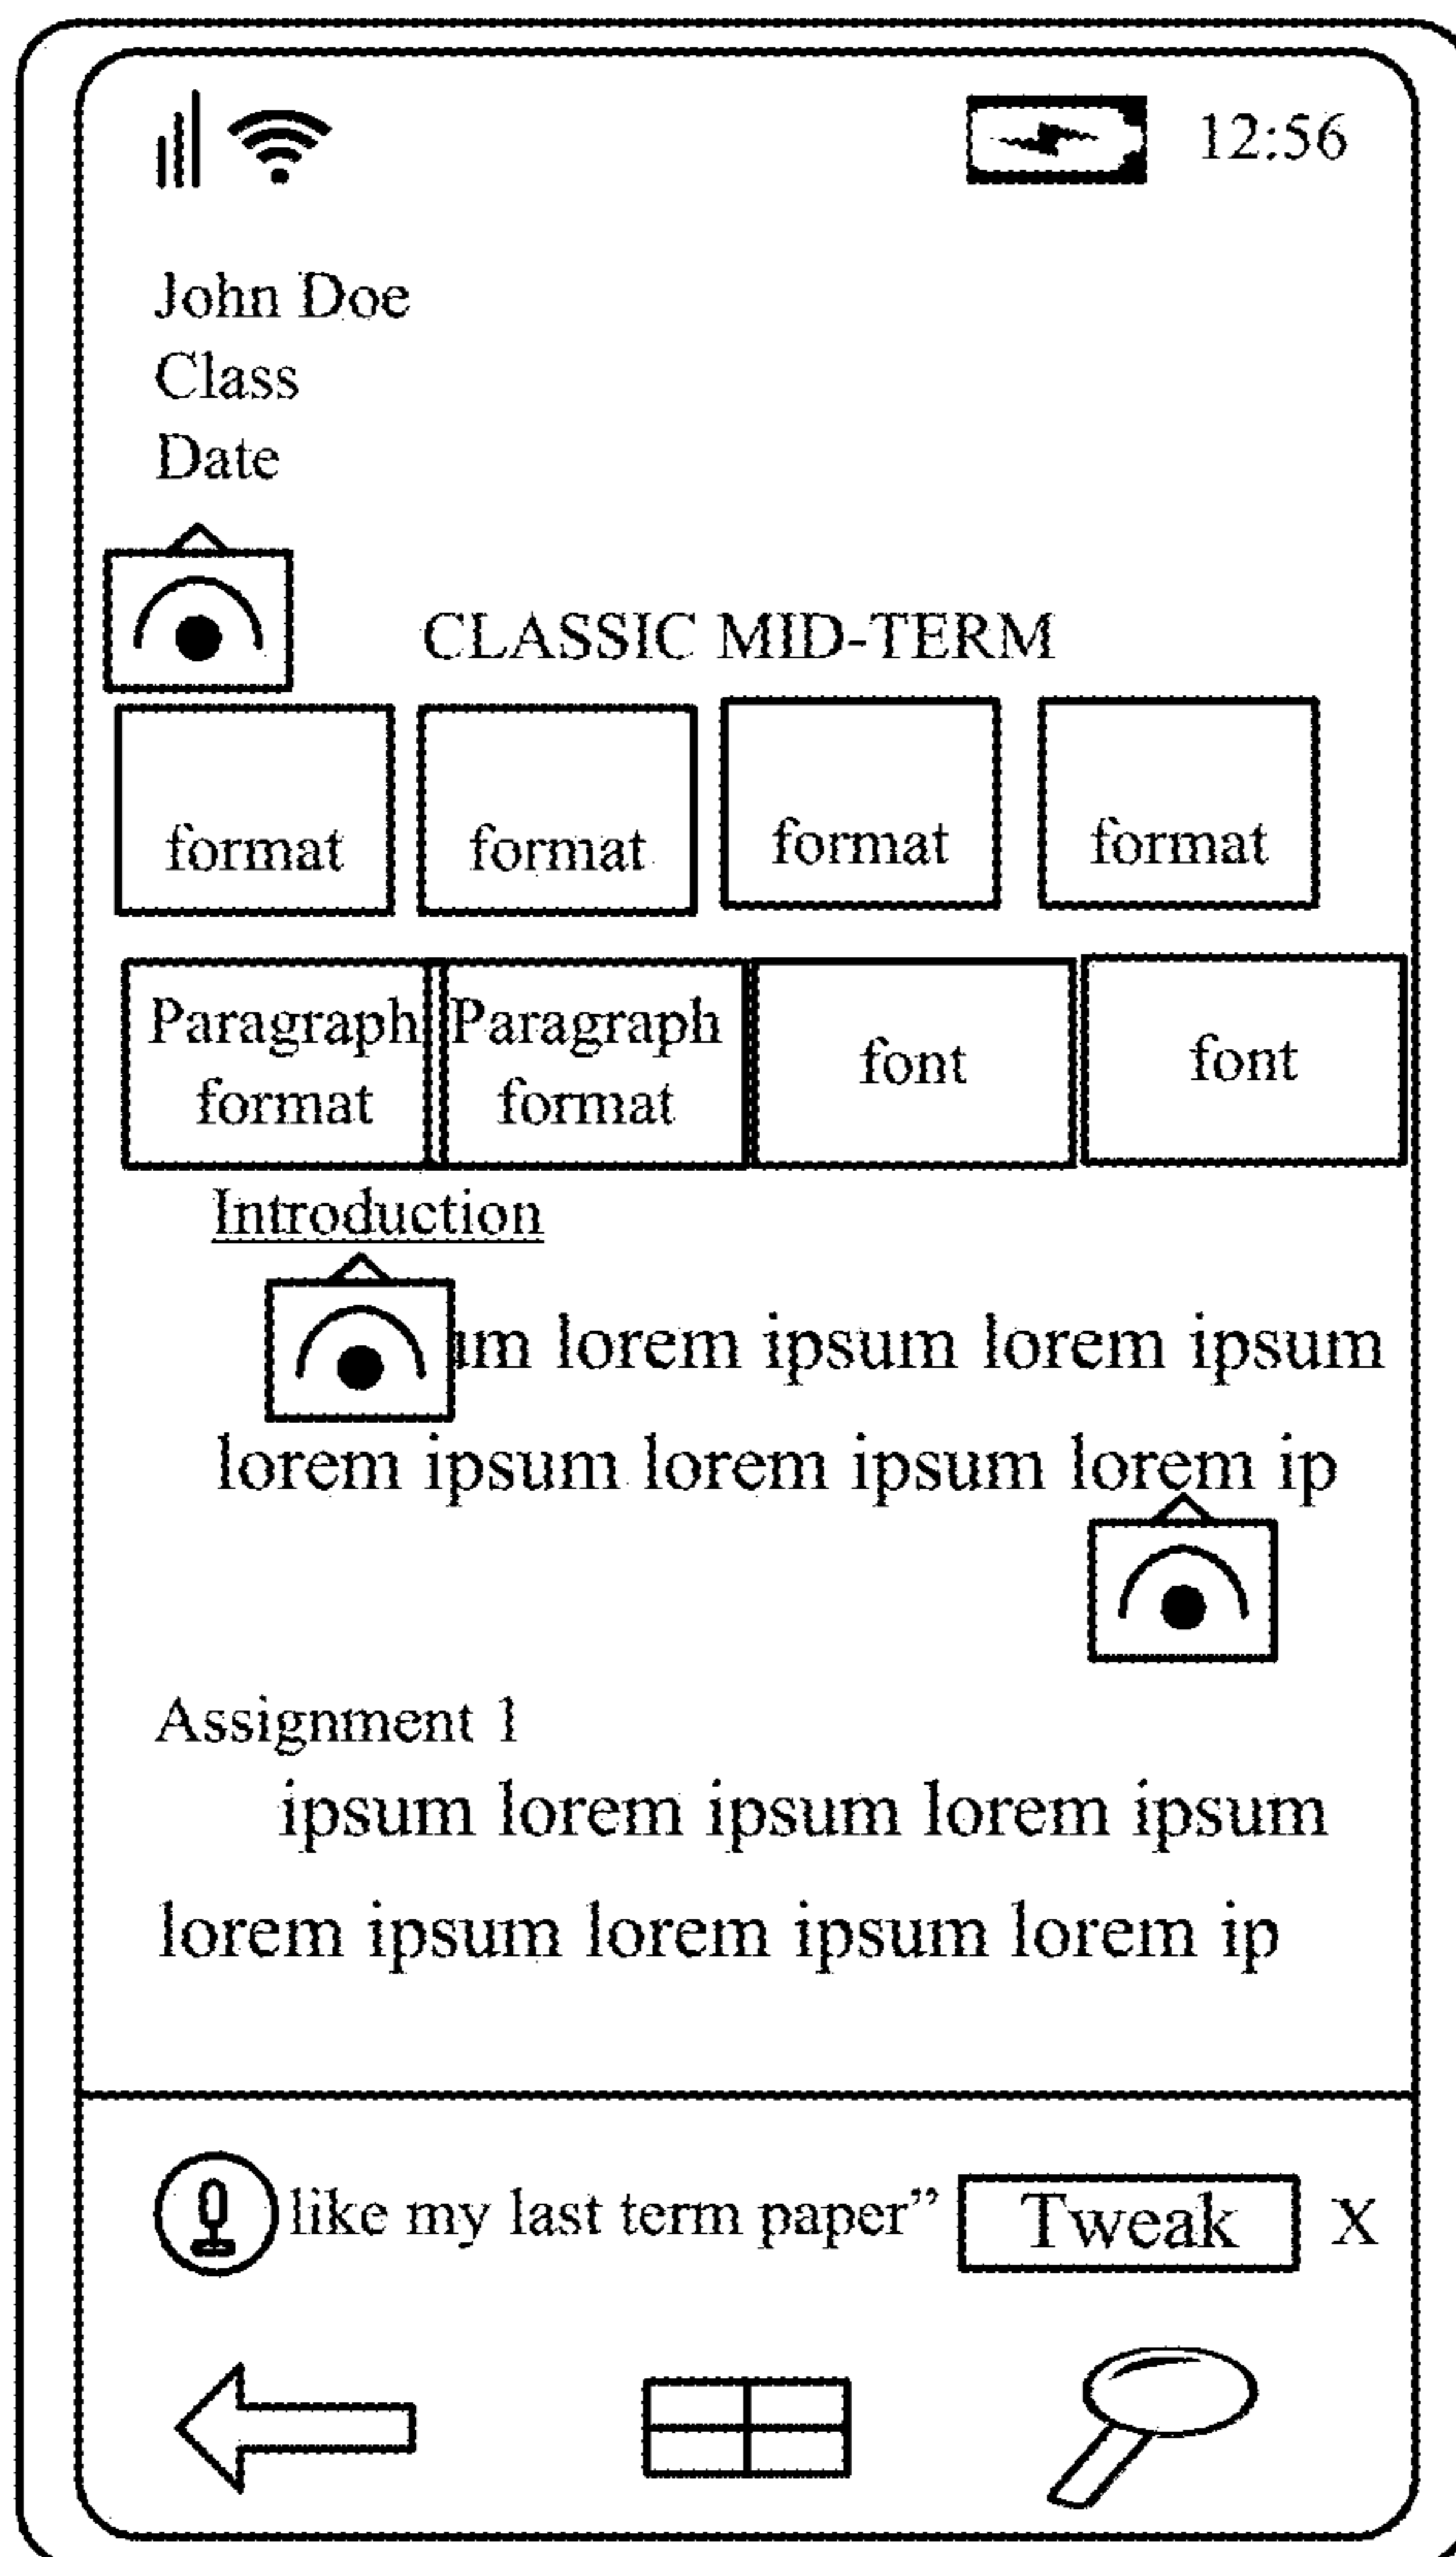 12:56
John Doe
Class
Date
CLASSIC MID-TERM
format format format format
Paragraph Paragraph font font
format format
Introduction
um lorem ipsum lorem ipsum
lorem ipsum lorem ipsum lorem ip
Assignment 1
ipsum lorem ipsum lorem ipsum
lorem ipsum lorem ipsum lorem ip
like my last term paper” Tweak X